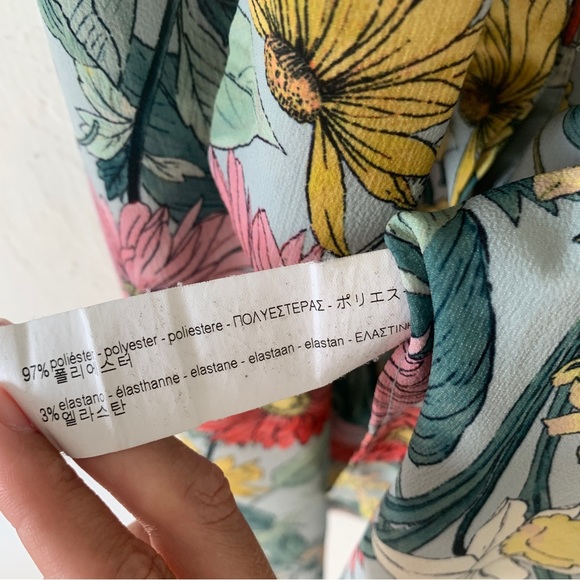 97% poliéster - polyester - poliestere - ΠΟΛΥΕΣΤΕΡΑΣ - ポリエス
폴리에스터
3% elastano - élasthanne - elastane - elastaan - elastan - ΕΛΑΣΤΙΝ
엘라스탄